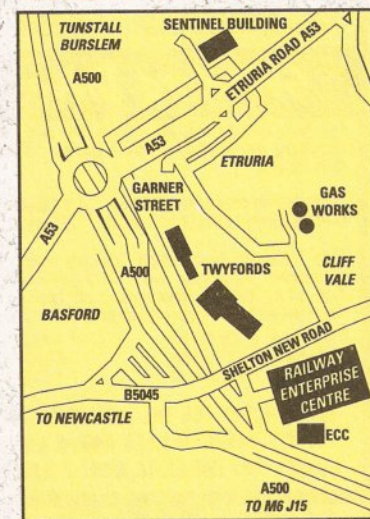 TUNSTALL
BURSLEM
SENTINEL BUILDING
A500
ETRURIA ROAD A53
A53
ETRURIA
GARNER
STREET
GAS
WORKS
A53
A500
TWYFORDS
CLIFF
VALE
BASFORD
SHELTON NEW ROAD
RAILWAY
ENTERPRISE
CENTRE
B5045
TO NEWCASTLE
ECC
A500
TO M6 J15